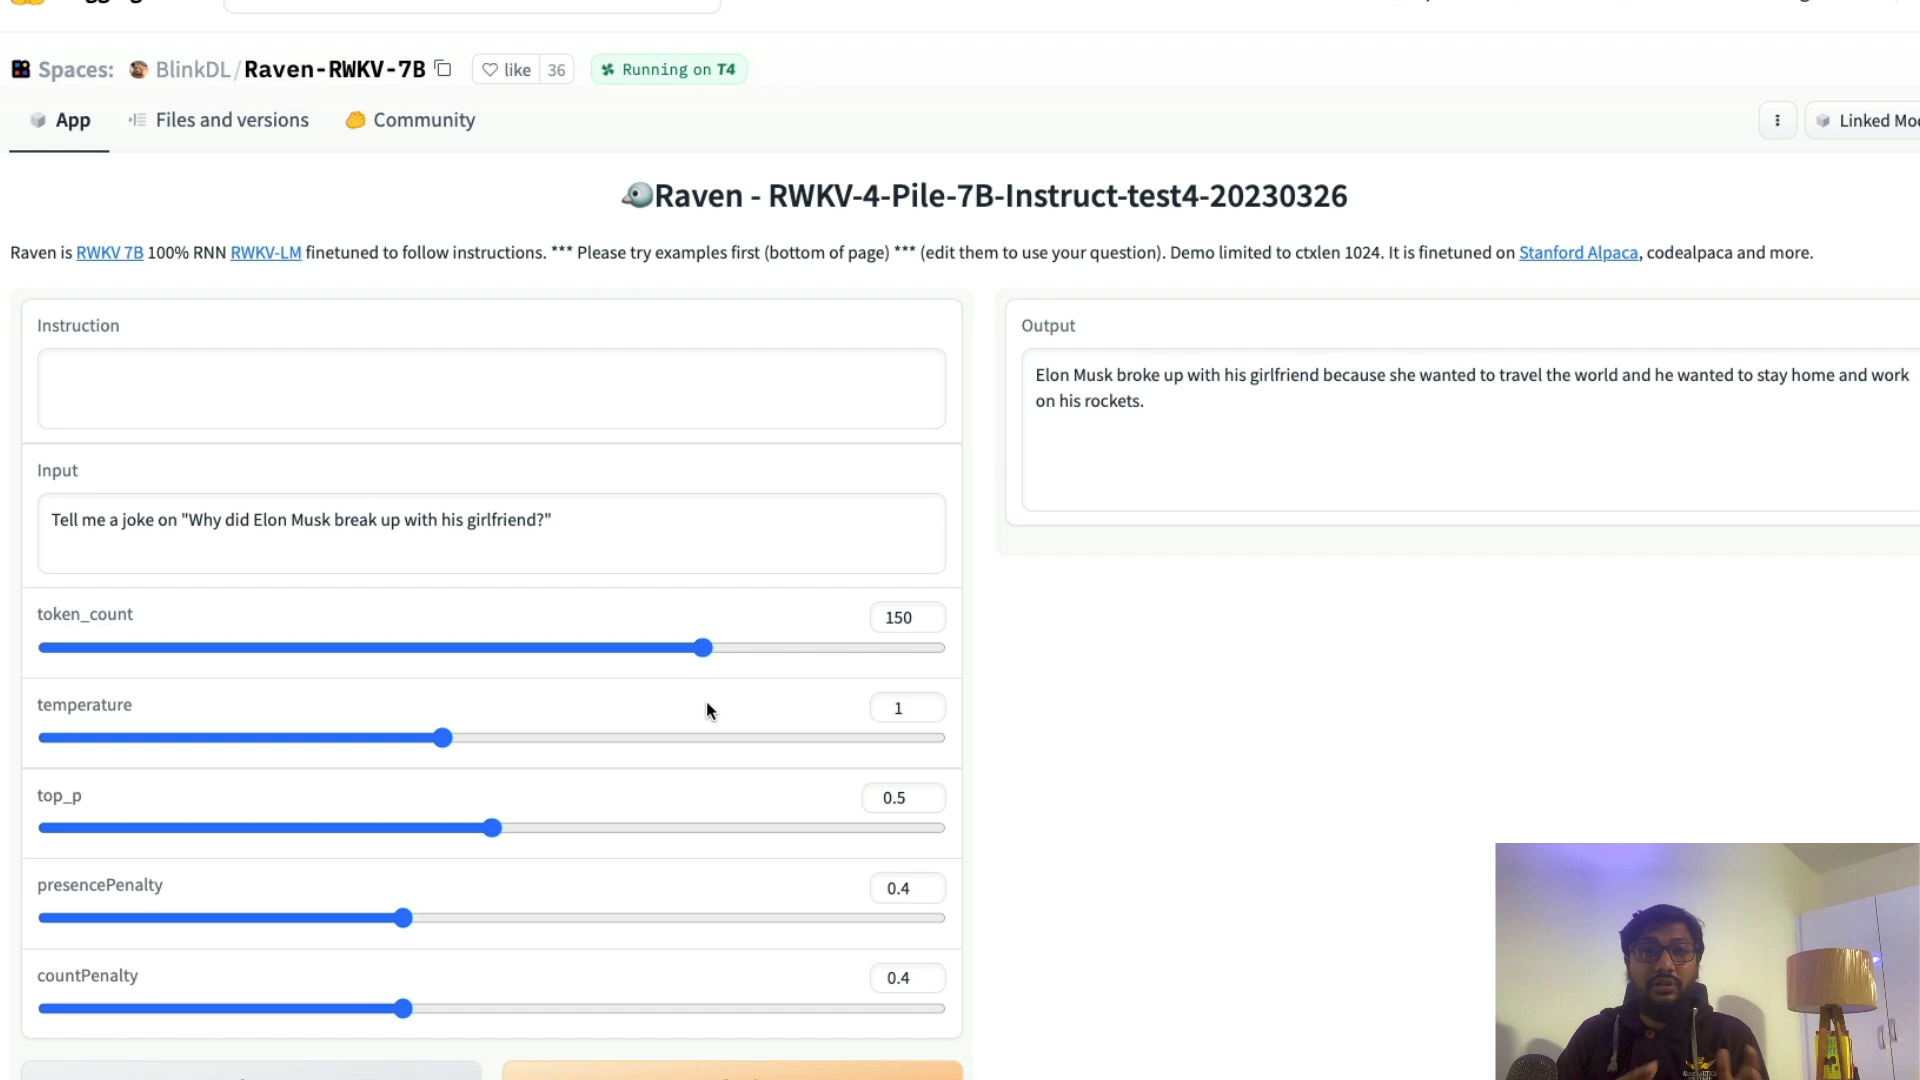 Spaces: BlinkDL/Raven-RWKV-7B like 36 Running on T4
App Files and versions Community Linked
Raven - RWKV-4-Pile-7B-Instruct-test4-20230326
Raven is RWKV 7B 100% RNN RWKV-LM finetuned to follow instructions. *** Please try examples first (bottom of page) *** (edit them to use your question). Demo limited to ctxlen 1024. It is finetuned on Stanford Alpaca, codealpaca and more.
Instruction
Input
Tell me a joke on "Why did Elon Musk break up with his girlfriend?"
token_count 150
temperature 1
top_p 0.5
presencePenalty 0.4
countPenalty 0.4
Output
Elon Musk broke up with his girlfriend because she wanted to travel the world and he wanted to stay home and work
on his rockets.